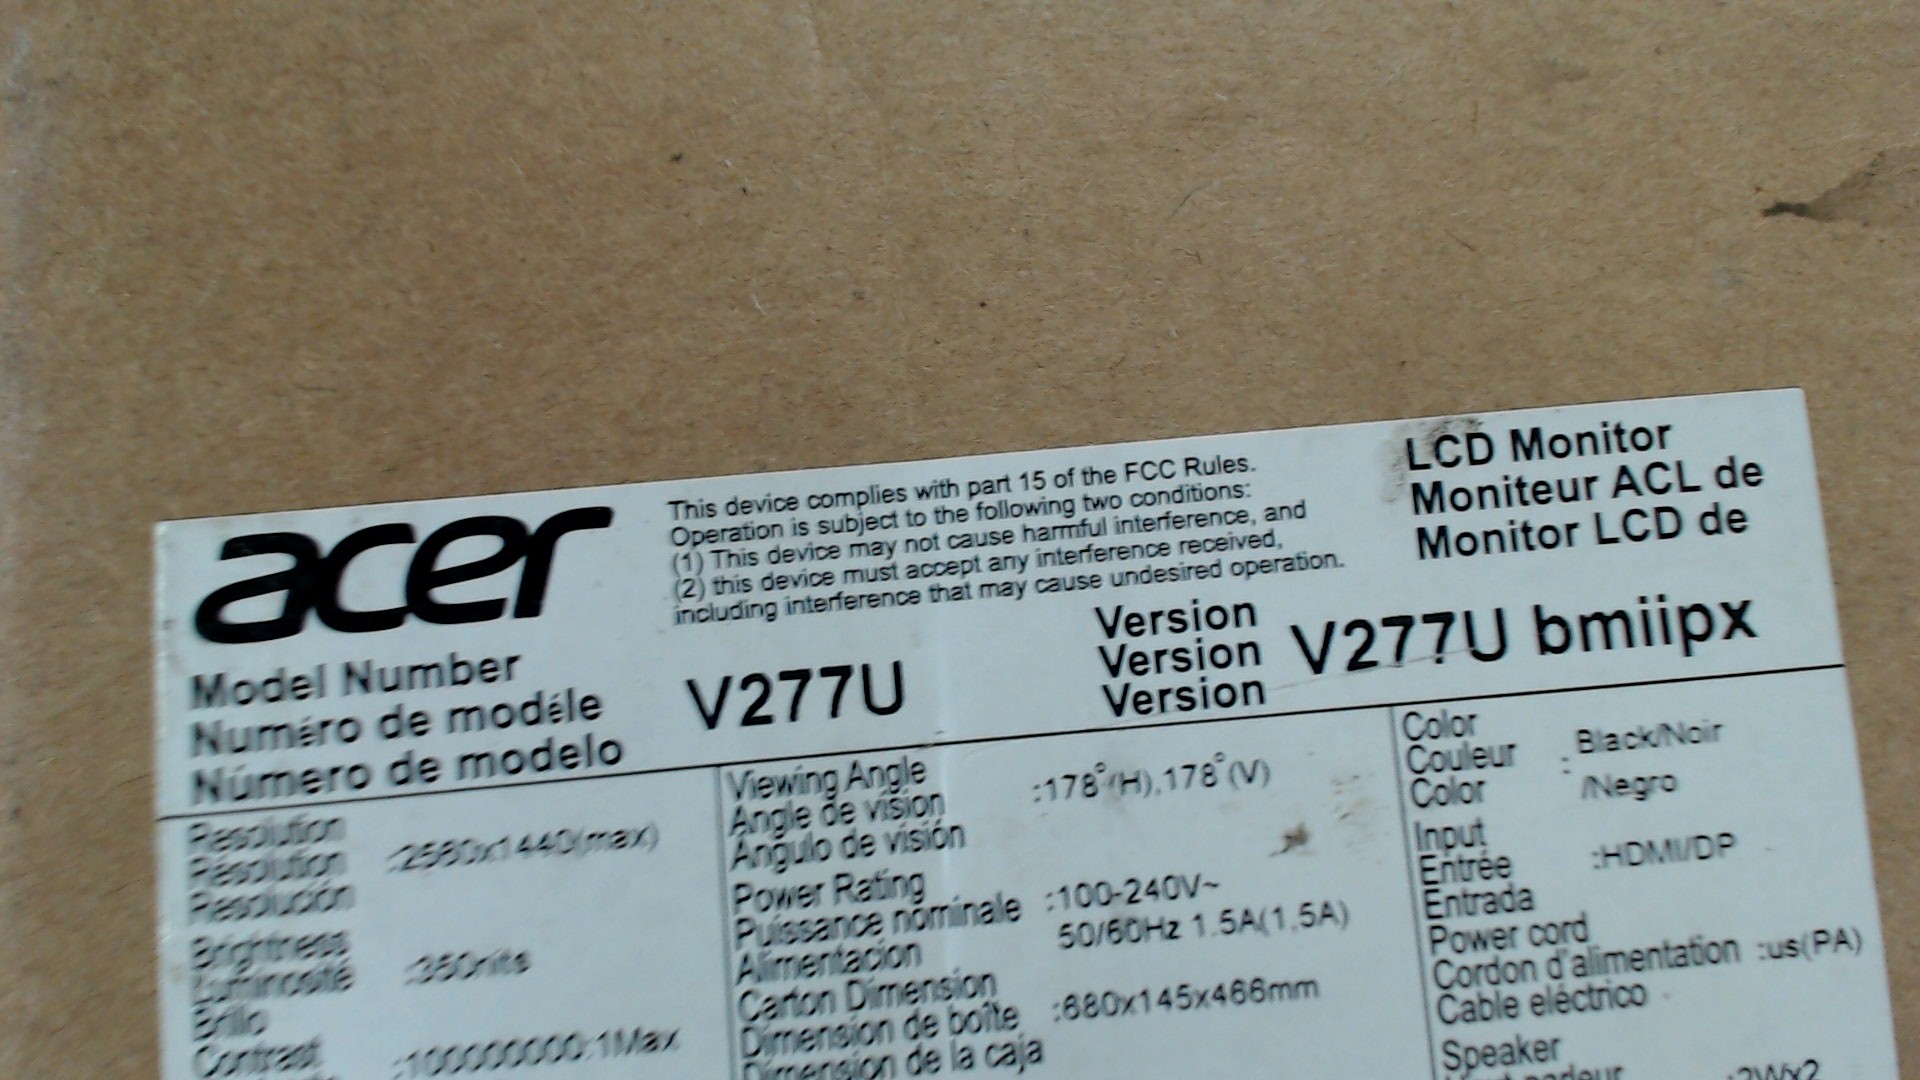 acer
This device complies with part 15 of the FCC Rules.
Operation is subject to the following two conditions:
(1) This device may not cause harmful interference, and
(2) this device must accept any interference received,
including interference that may cause undesired operation.
LCD Monitor
Moniteur ACL de
Monitor LCD de
Model Number
Numéro de modéle
Número de modelo
V277U
Version
Version
Version
V277U bmiipx
Resolution
Résolution
Resolución
:2560x1440(max)
Brightness
Luminosité
Brillo
:350nits
Contrast
:100000000:1Max
Viewing Angle
Angle de vision
Ángulo de visión
:178°(H),178°(V)
Power Rating
Puissance nominale
Alimentacion
:100-240V~
50/60Hz 1.5A(1,5A)
Carton Dimension
Dimension de boîte
Dimension de la caja
:680x145x466mm
Color
Couleur
Color
: Black/Noir
/Negro
Input
Entrée
Entrada
:HDMI/DP
Power cord
Cordon d'alimentation
Cable eléctrico
:us(PA)
Speaker
:2Wx2